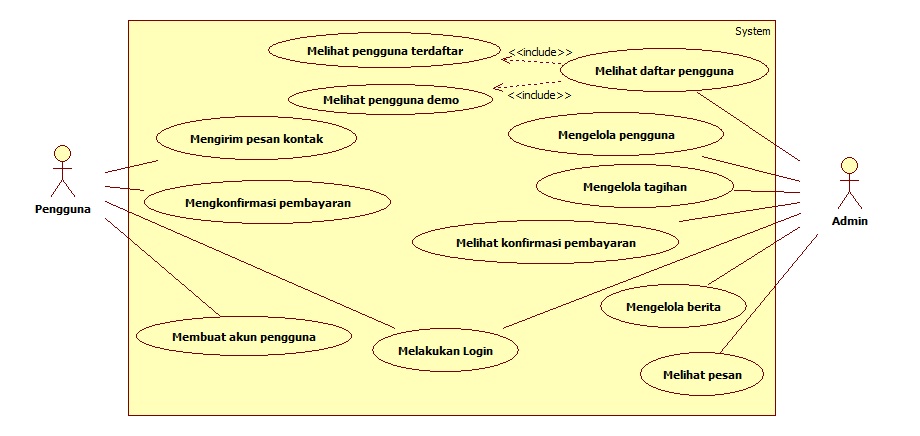 System
Melihat pengguna terdaftar
<<include>>
Melihat daftar pengguna
Melihat pengguna demo
<<include>>
Mengirim pesan kontak
Mengelola pengguna
Mengelola tagihan
Mengkonfirmasi pembayaran
Pengguna
Admin
Melihat konfirmasi pembayaran
Mengelola berita
Membuat akun pengguna
Melakukan Login
Melihat pesan